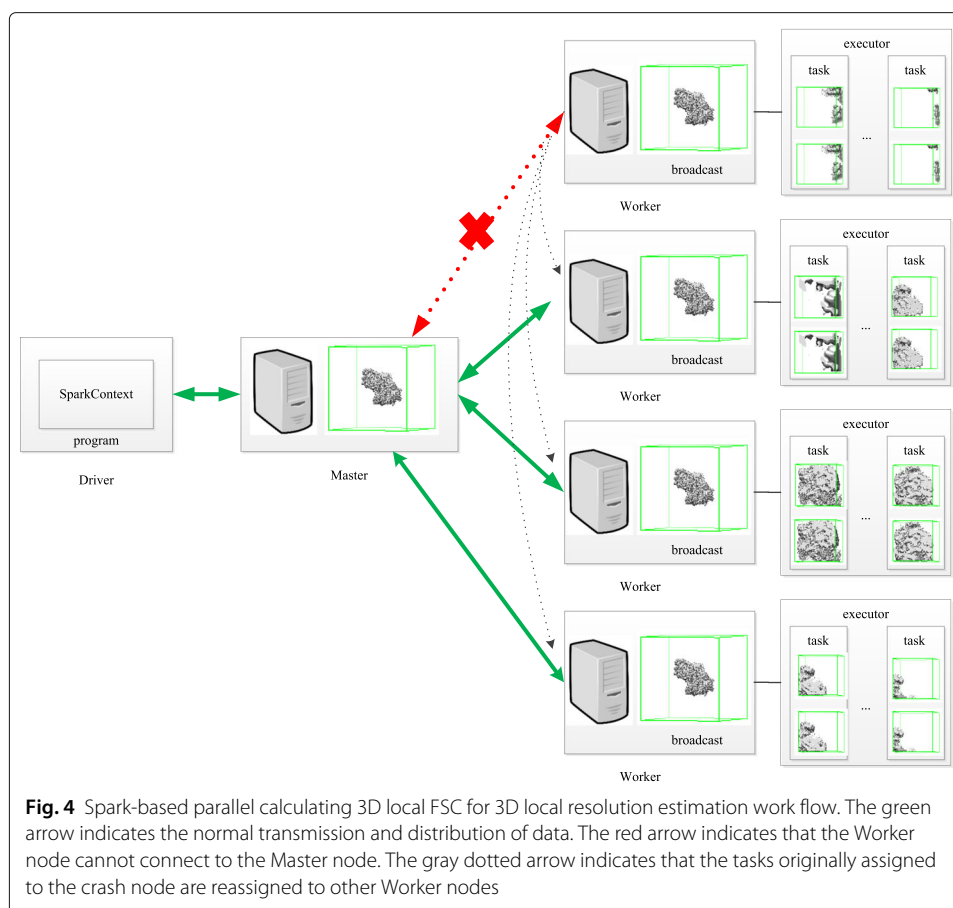 executor
task
task
...
broadcast
Worker
executor
task
task
...
broadcast
Worker
SparkContext
program
Driver
Master
executor
task
task
...
broadcast
Worker
executor
task
task
...
broadcast
Worker
Fig. 4 Spark-based parallel calculating 3D local FSC for 3D local resolution estimation work flow. The green
arrow indicates the normal transmission and distribution of data. The red arrow indicates that the Worker
node cannot connect to the Master node. The gray dotted arrow indicates that the tasks originally assigned
to the crash node are reassigned to other Worker nodes